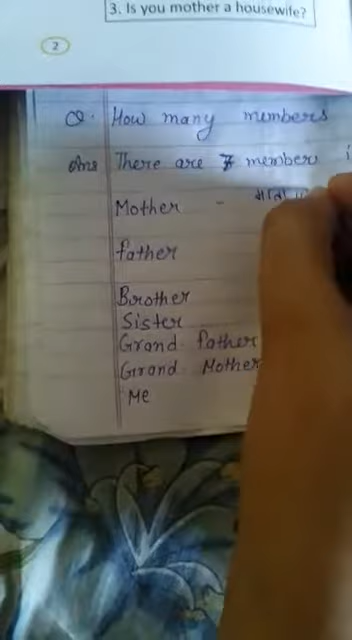 3. Is you mother a housewife?
2
Q. How many members
Ans There are 7 members i
Mother -
father
Brother
Sister
Grand father
Grand Mother
Me